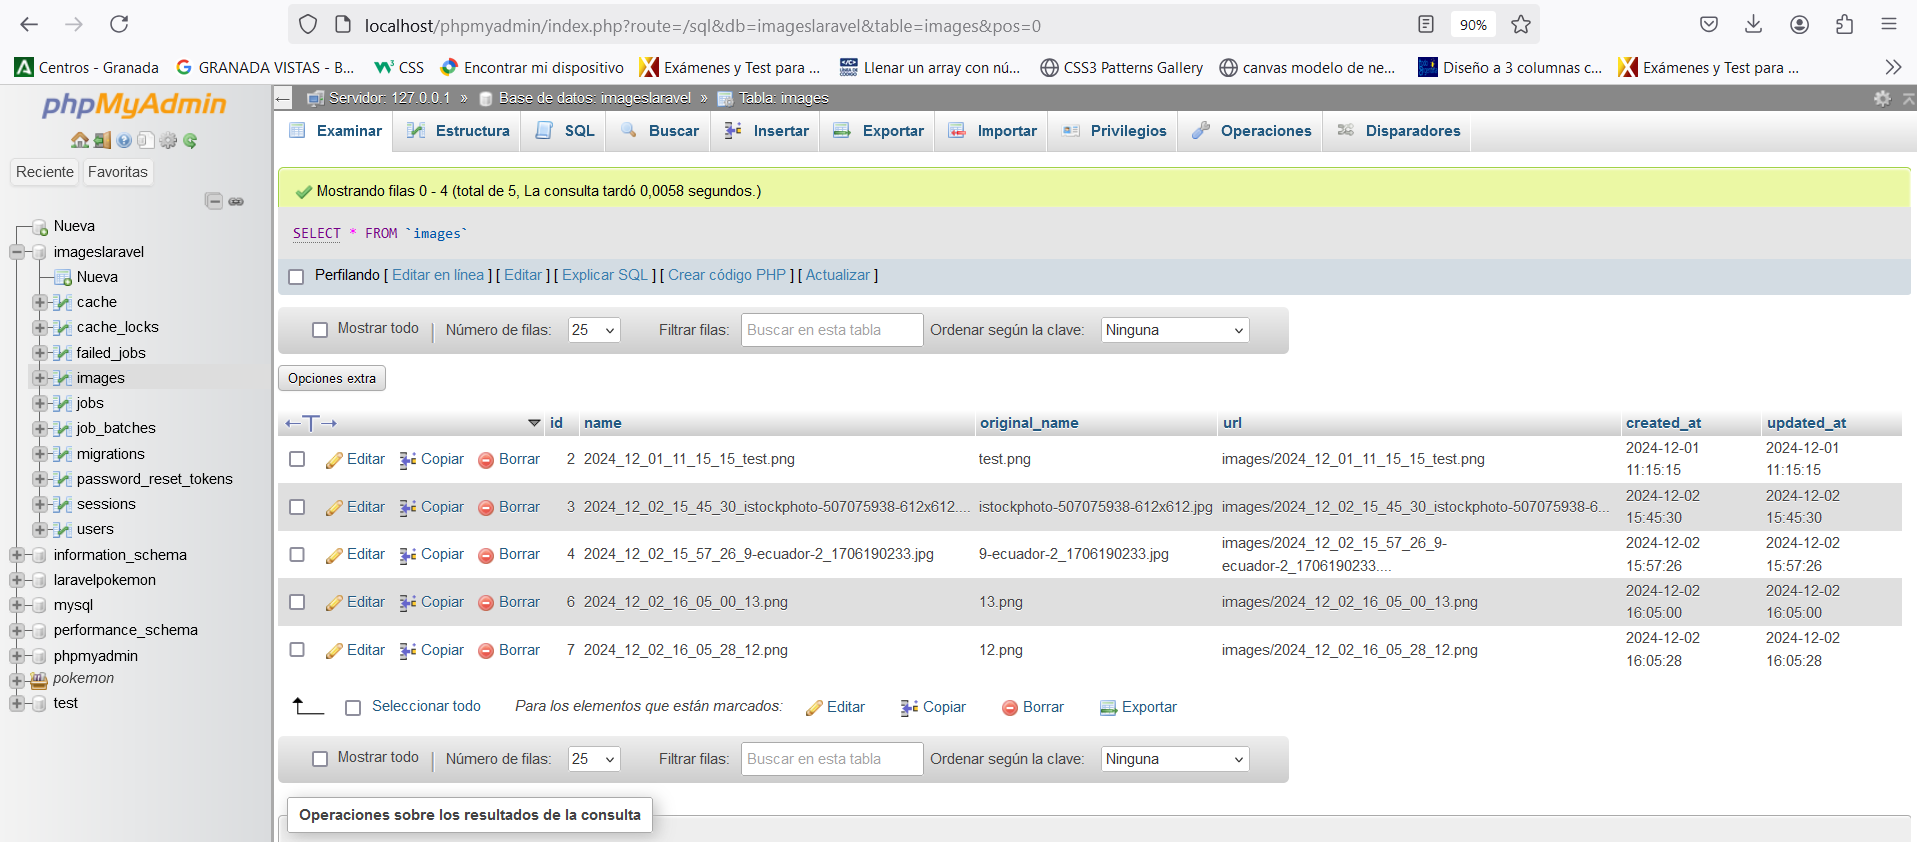 localhost/phpmyadmin/index.php?route=/sql&db=imageslaravel&table=images&pos=0 90%
Centros - Granada GRANADA VISTAS - B... CSS Encontrar mi dispositivo Exámenes y Test para ... Llenar un array con nú... CSS3 Patterns Gallery canvas modelo de ne... Diseño a 3 columnas c... Exámenes y Test para ...
phpMyAdmin
Reciente Favoritas
Nueva
imageslaravel
Nueva
cache
cache_locks
failed_jobs
images
jobs
job_batches
migrations
password_reset_tokens
sessions
users
information_schema
laravelpokemon
mysql
performance_schema
phpmyadmin
pokemon
test
Servidor: 127.0.0.1 » Base de datos: imageslaravel » Tabla: images
Examinar Estructura SQL Buscar Insertar Exportar Importar Privilegios Operaciones Disparadores
Mostrando filas 0 - 4 (total de 5, La consulta tardó 0,0058 segundos.)
SELECT * FROM `images`
Perfilando [ Editar en línea ] [ Editar ] [ Explicar SQL ] [ Crear código PHP ] [ Actualizar ]
Mostrar todo | Número de filas: 25 Filtrar filas: Buscar en esta tabla Ordenar según la clave: Ninguna
Opciones extra
←T→ id name original_name url created_at updated_at
Editar Copiar Borrar 2 2024_12_01_11_15_15_test.png test.png images/2024_12_01_11_15_15_test.png 2024-12-01 11:15:15 2024-12-01 11:15:15
Editar Copiar Borrar 3 2024_12_02_15_45_30_istockphoto-507075938-612x612.... istockphoto-507075938-612x612.jpg images/2024_12_02_15_45_30_istockphoto-507075938-6... 2024-12-02 15:45:30 2024-12-02 15:45:30
Editar Copiar Borrar 4 2024_12_02_15_57_26_9-ecuador-2_1706190233.jpg 9-ecuador-2_1706190233.jpg images/2024_12_02_15_57_26_9-ecuador-2_1706190233.... 2024-12-02 15:57:26 2024-12-02 15:57:26
Editar Copiar Borrar 6 2024_12_02_16_05_00_13.png 13.png images/2024_12_02_16_05_00_13.png 2024-12-02 16:05:00 2024-12-02 16:05:00
Editar Copiar Borrar 7 2024_12_02_16_05_28_12.png 12.png images/2024_12_02_16_05_28_12.png 2024-12-02 16:05:28 2024-12-02 16:05:28
Seleccionar todo Para los elementos que están marcados: Editar Copiar Borrar Exportar
Mostrar todo | Número de filas: 25 Filtrar filas: Buscar en esta tabla Ordenar según la clave: Ninguna
Operaciones sobre los resultados de la consulta